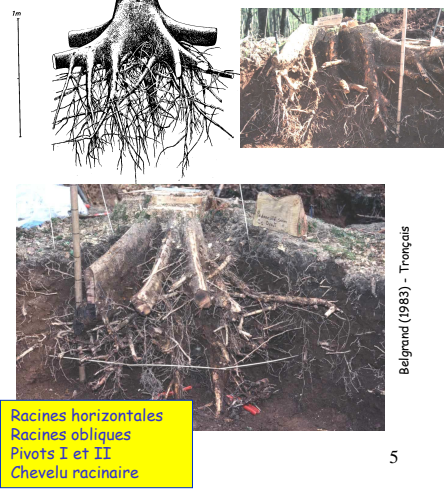 1m
Belgrand (1983) - Tronçais
Racines horizontales
Racines obliques
Pivots I et II
Chevelu racinaire
5